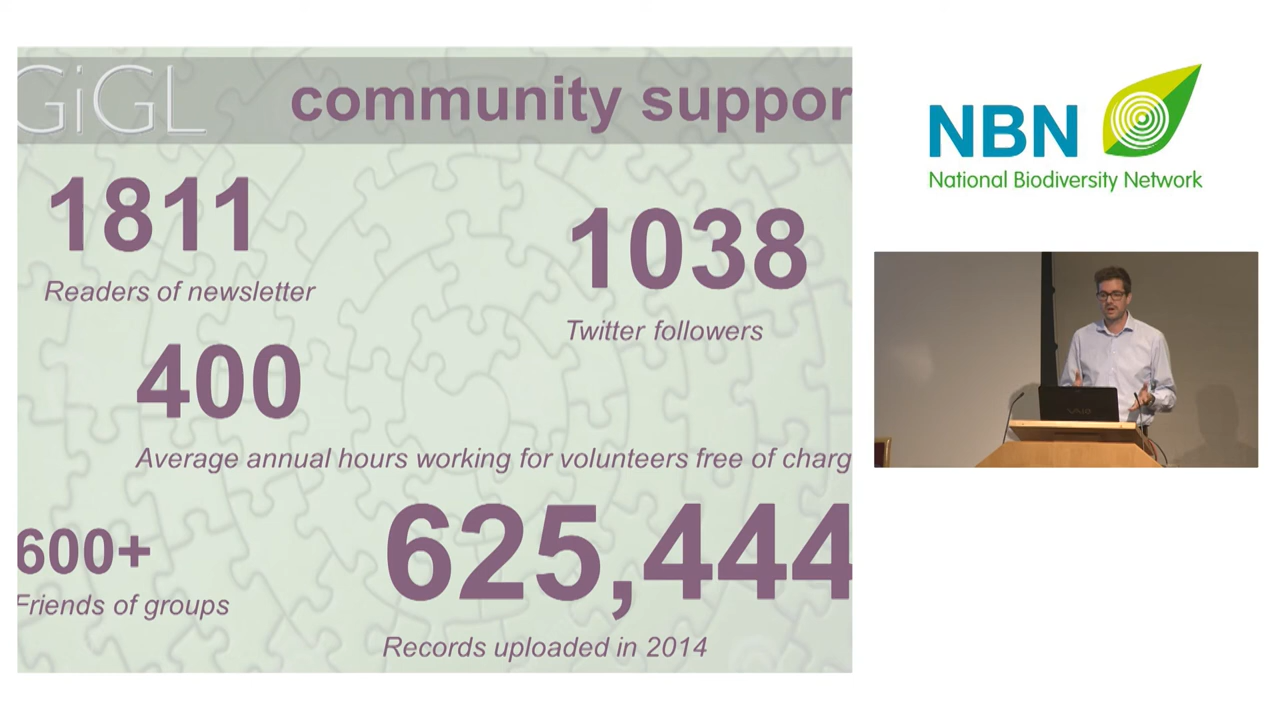 GiGL
community suppor
1811
Readers of newsletter
1038
Twitter followers
400
Average annual hours working for volunteers free of charg
600+
Friends of groups
625,444
Records uploaded in 2014
NBN
National Biodiversity Network
VAIO